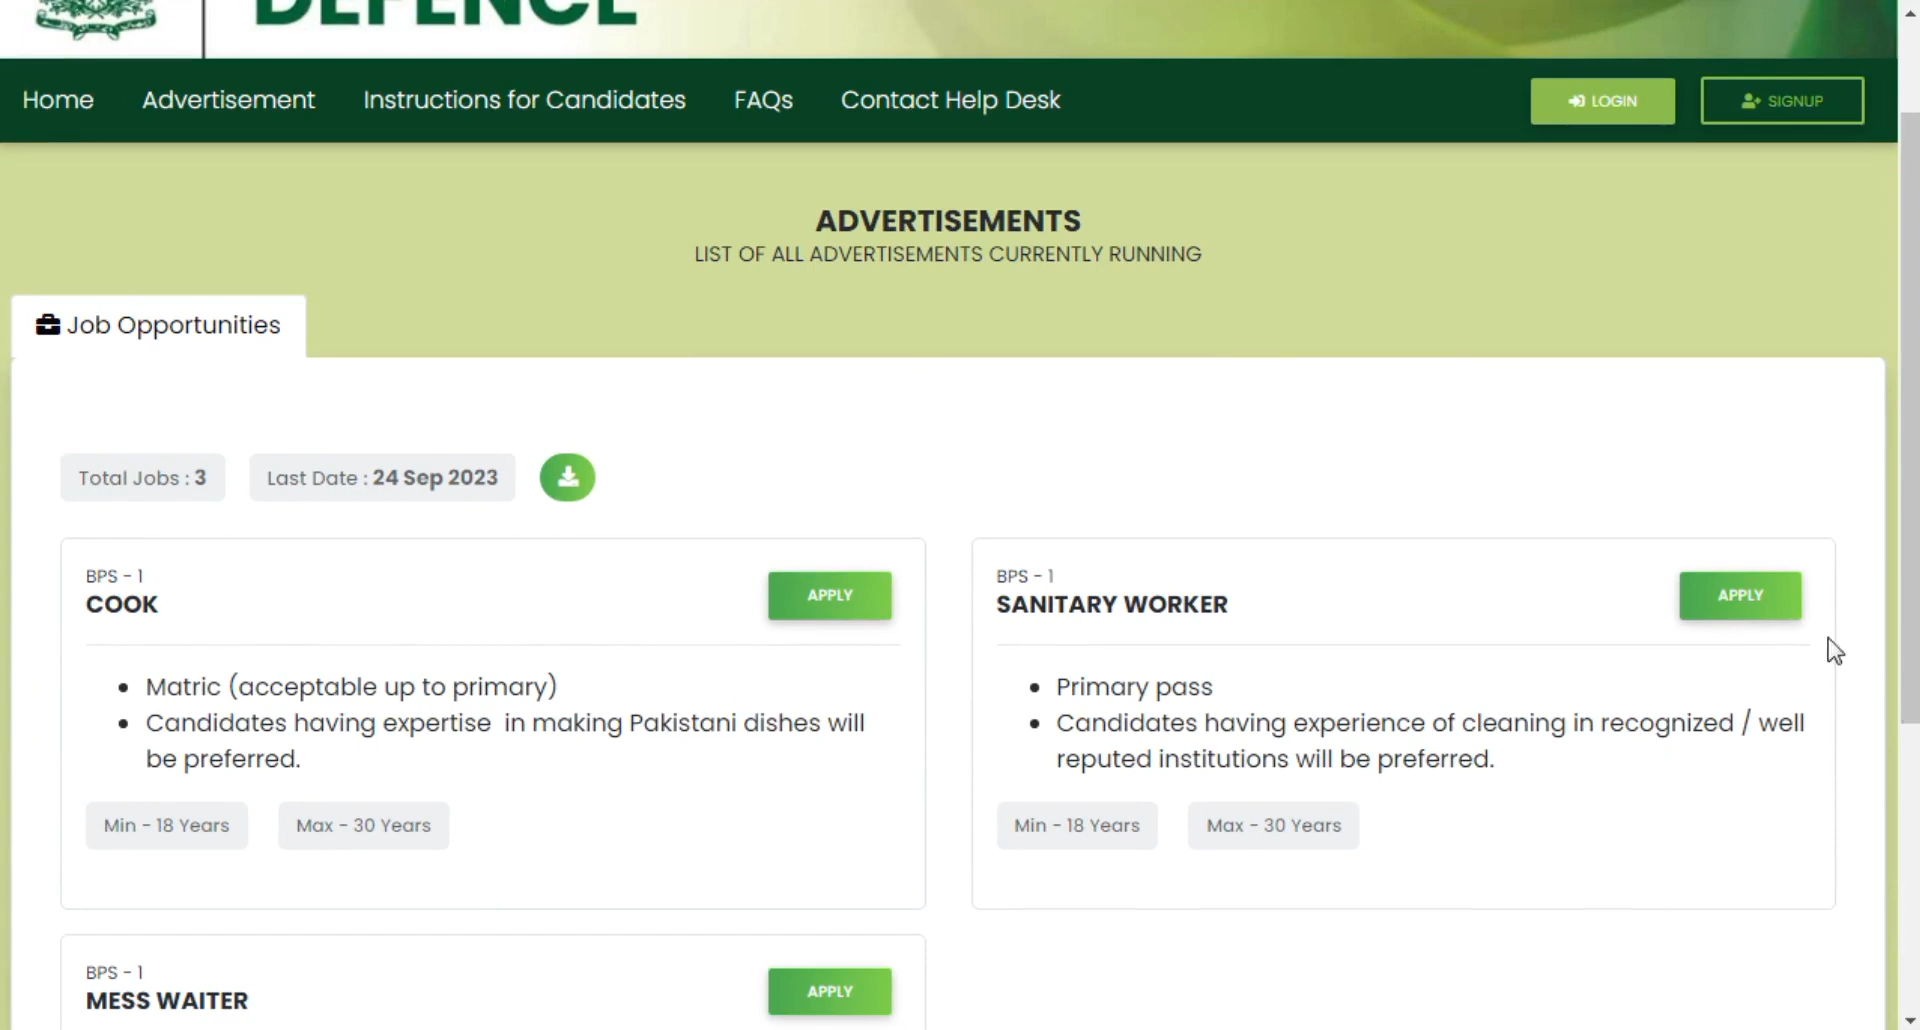 DEFENCE
Home Advertisement Instructions for Candidates FAQs Contact Help Desk LOGIN SIGNUP
ADVERTISEMENTS
LIST OF ALL ADVERTISEMENTS CURRENTLY RUNNING
Job Opportunities
Total Jobs : 3 Last Date : 24 Sep 2023
BPS - 1
COOK
APPLY
Matric (acceptable up to primary)
Candidates having expertise in making Pakistani dishes will
be preferred.
Min - 18 Years Max - 30 Years
BPS - 1
SANITARY WORKER
APPLY
Primary pass
Candidates having experience of cleaning in recognized / well
reputed institutions will be preferred.
Min - 18 Years Max - 30 Years
BPS - 1
MESS WAITER
APPLY